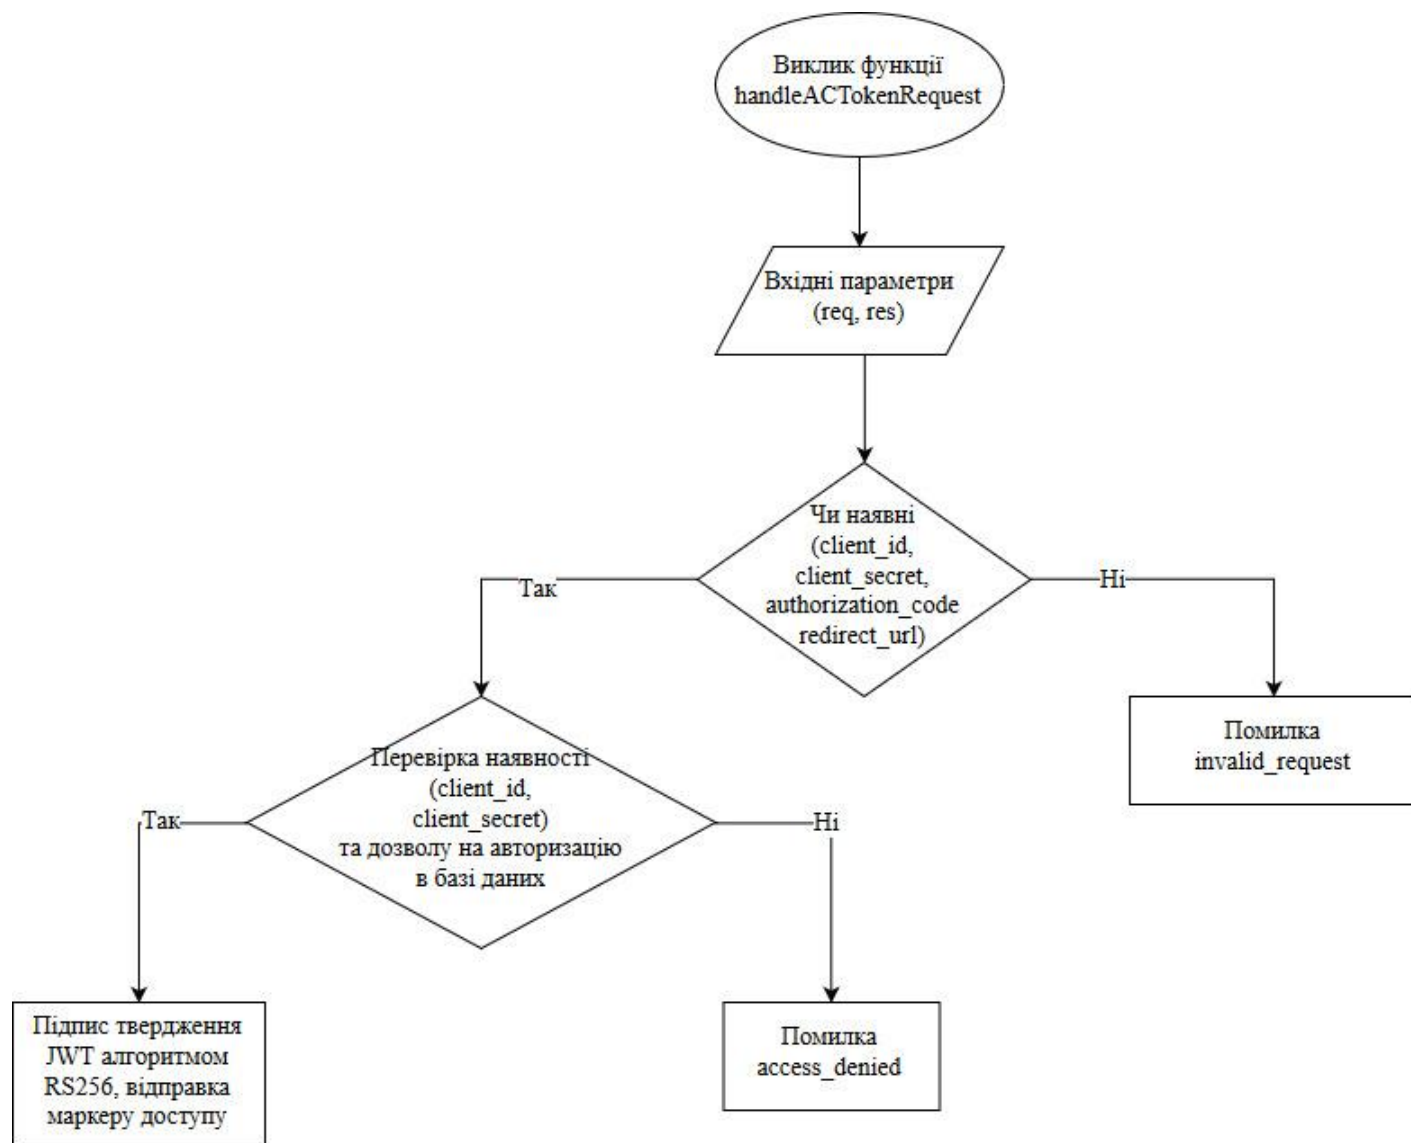 Виклик функції
handleACTokenRequest
Вхідні параметри
(req, res)
Чи наявні
(client_id,
client_secret,
authorization_code
redirect_url)
Так
Ні
Помилка
invalid_request
Перевірка наявності
(client_id,
client_secret)
та дозволу на авторизацію
в базі даних
Так
Ні
Підпис твердження
JWT алгоритмом
RS256, відправка
маркеру доступу
Помилка
access_denied